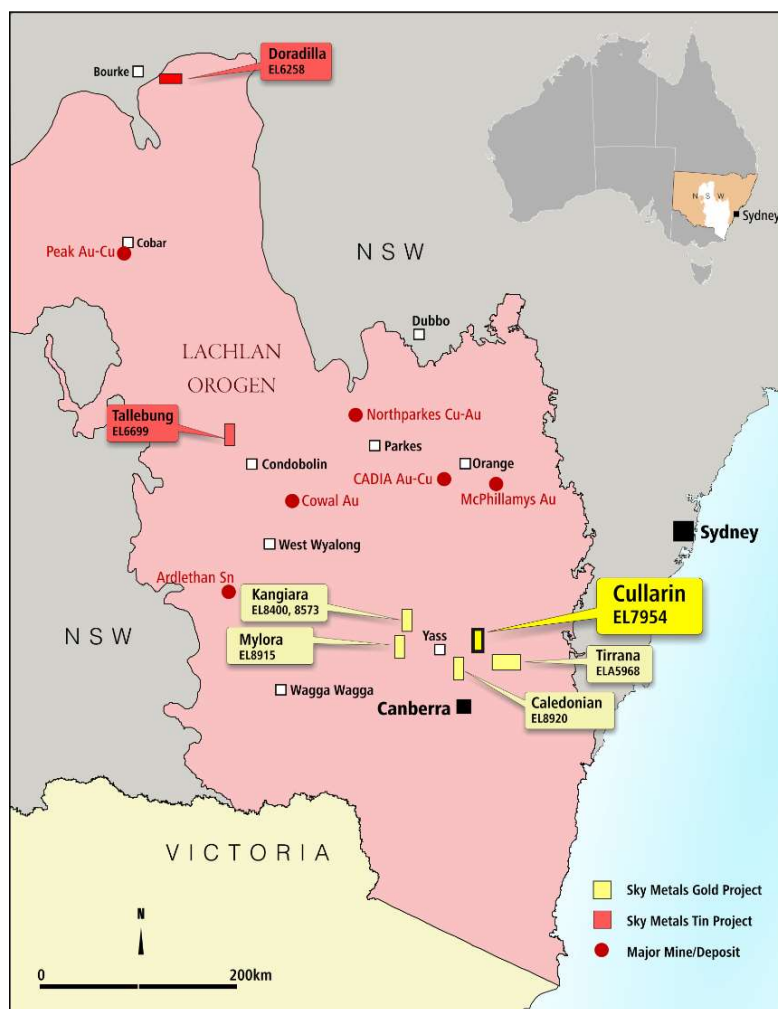 Doradilla
EL6258
Bourke
Cobar
Peak Au-Cu
NSW
NSW
Sydney
Dubbo
LACHLAN
OROGEN
Tallebung
EL6699
Northparkes Cu-Au
Parkes
Condobolin
Orange
CADIA Au-Cu
McPhillamys Au
Cowal Au
Sydney
West Wyalong
Ardlethan Sn
Kangiara
EL8400, 8573
Cullarin
EL7954
NSW
Mylora
EL8915
Yass
Tirrana
ELA5968
Wagga Wagga
Canberra
Caledonian
EL8920
VICTORIA
Sky Metals Gold Project
Sky Metals Tin Project
Major Mine/Deposit
N
0 200km